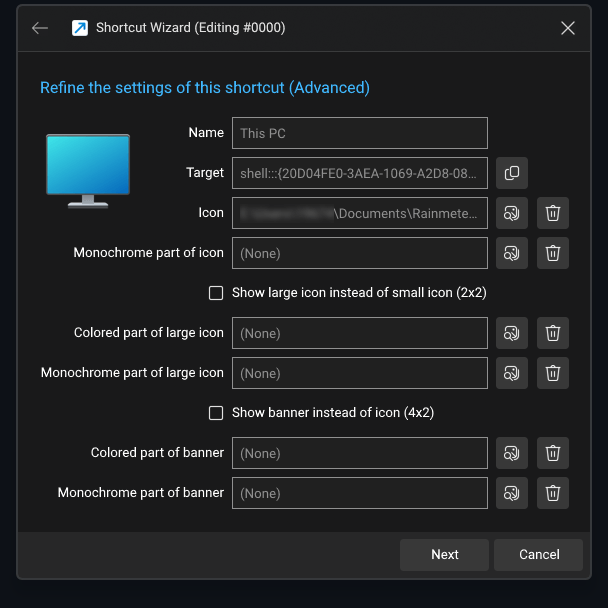 Shortcut Wizard (Editing #0000)
Refine the settings of this shortcut (Advanced)
Name
This PC
Target
shell:::{20D04FE0-3AEA-1069-A2D8-08...
Icon
\Documents\Rainmete...
Monochrome part of icon
(None)
Show large icon instead of small icon (2x2)
Colored part of large icon
(None)
Monochrome part of large icon
(None)
Show banner instead of icon (4x2)
Colored part of banner
(None)
Monochrome part of banner
(None)
Next
Cancel